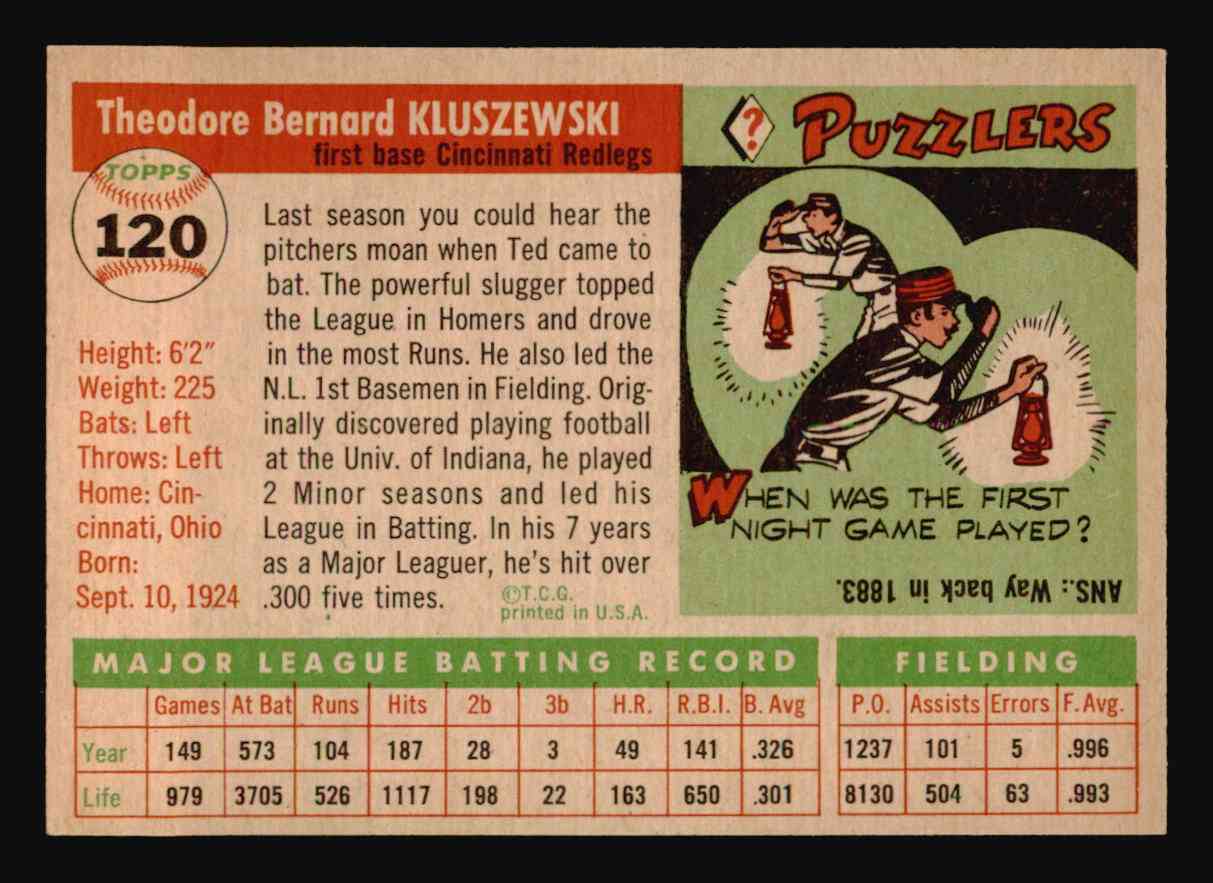 Theodore Bernard KLUSZEWSKI
first base Cincinnati Redlegs
TOPPS
120
Height: 6'2"
Weight: 225
Bats: Left
Throws: Left
Home: Cin-
cinnati, Ohio
Born:
Sept. 10, 1924
Last season you could hear the
pitchers moan when Ted came to
bat. The powerful slugger topped
the League in Homers and drove
in the most Runs. He also led the
N.L. 1st Basemen in Fielding. Orig-
inally discovered playing football
at the Univ. of Indiana, he played
2 Minor seasons and led his
League in Batting. In his 7 years
as a Major Leaguer, he's hit over
.300 five times.
©T.C.G.
printed in U.S.A.
? PUZZLERS
WHEN WAS THE FIRST
NIGHT GAME PLAYED?
ANS.: Way back in 1883.
MAJOR LEAGUE BATTING RECORD
Games At Bat Runs Hits 2b 3b H.R. R.B.I. B. Avg
Year 149 573 104 187 28 3 49 141 .326
Life 979 3705 526 1117 198 22 163 650 .301
FIELDING
P.O. Assists Errors F. Avg.
1237 101 5 .996
8130 504 63 .993